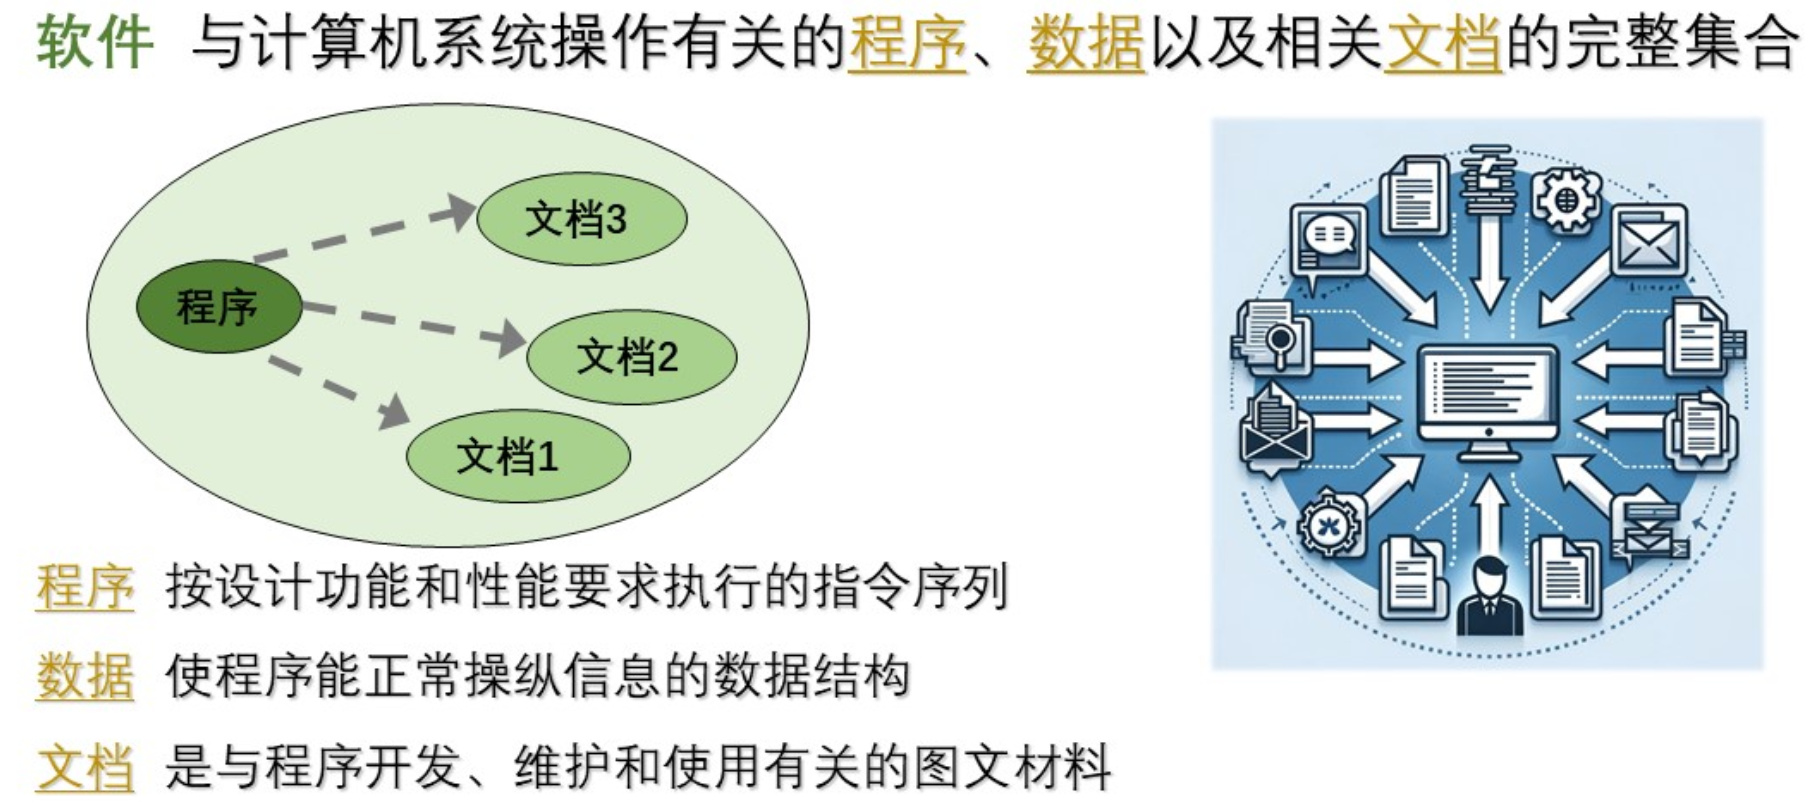 软件 与计算机系统操作有关的程序、数据以及相关文档的完整集合
文档3
程序
文档2
文档1
程序 按设计功能和性能要求执行的指令序列
数据 使程序能正常操纵信息的数据结构
文档 是与程序开发、维护和使用有关的图文材料